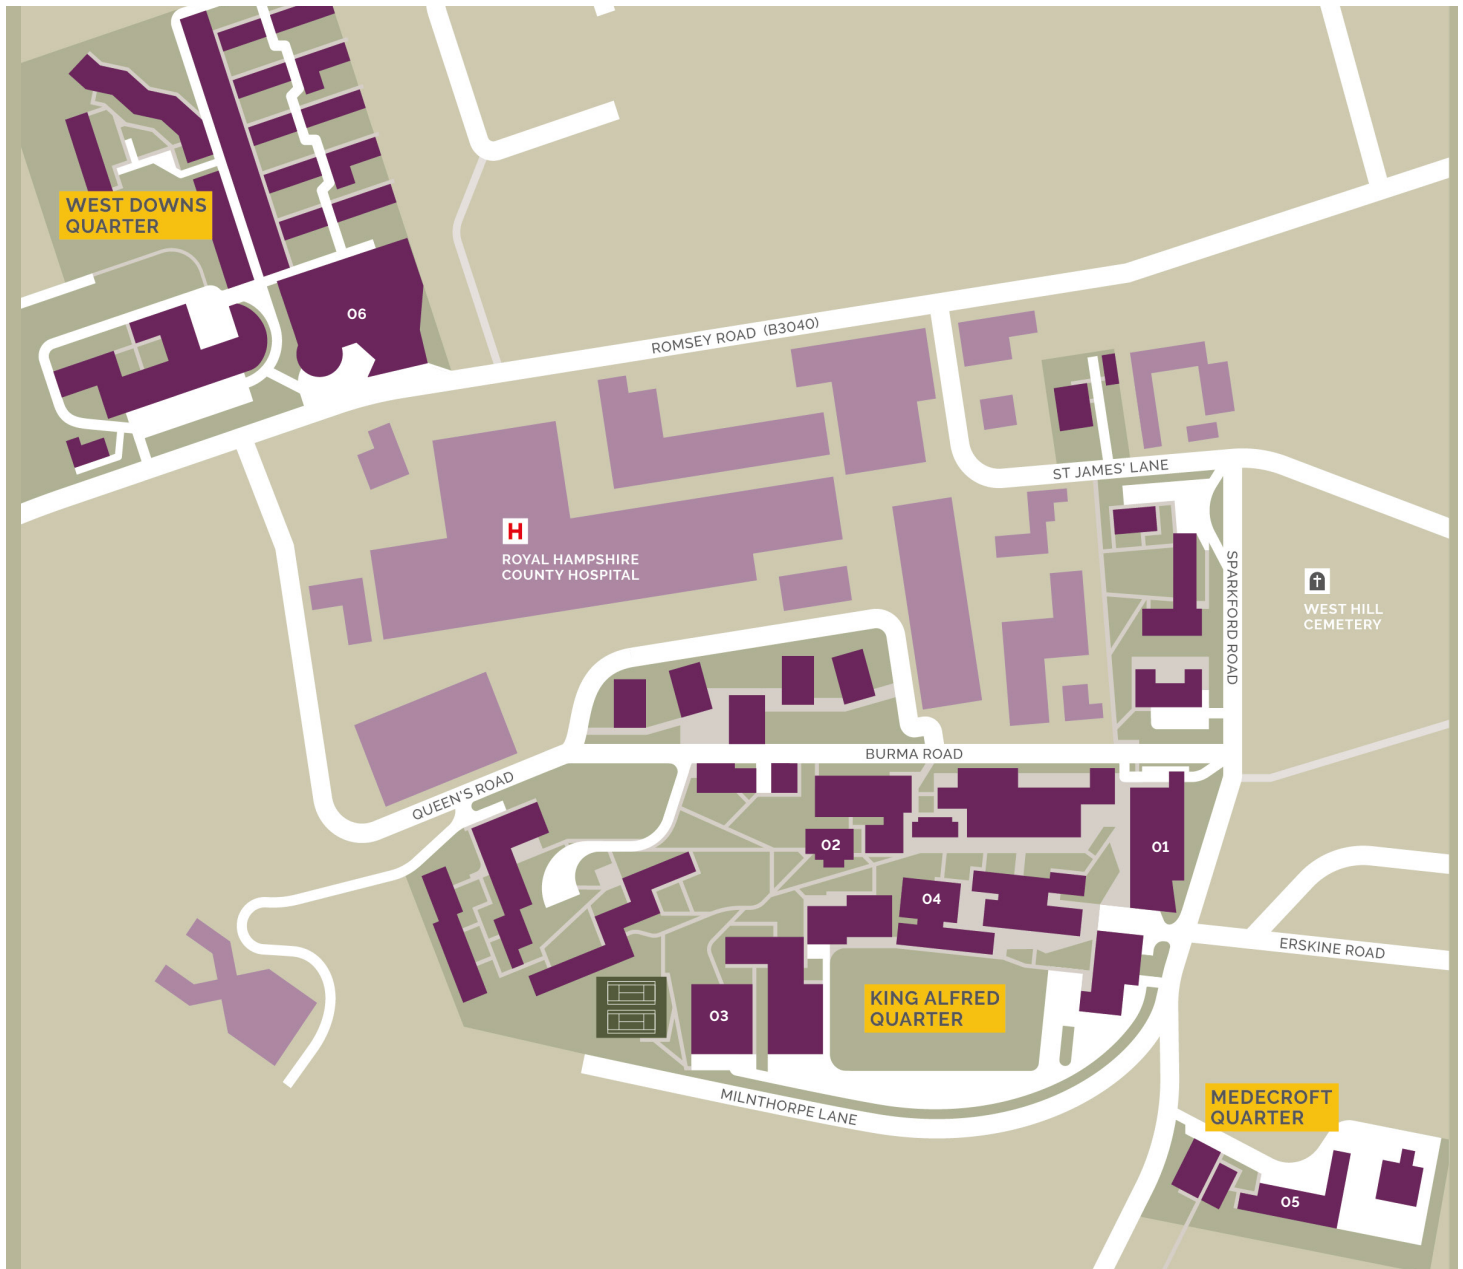 WEST DOWNS
QUARTER
06
ROMSEY ROAD (B3040)
ST JAMES' LANE
H
ROYAL HAMPSHIRE
COUNTY HOSPITAL
SPARKFORD ROAD
WEST HILL
CEMETERY
BURMA ROAD
QUEEN'S ROAD
02
01
04
ERSKINE ROAD
KING ALFRED
QUARTER
03
MILNTHORPE LANE
MEDECROFT
QUARTER
05